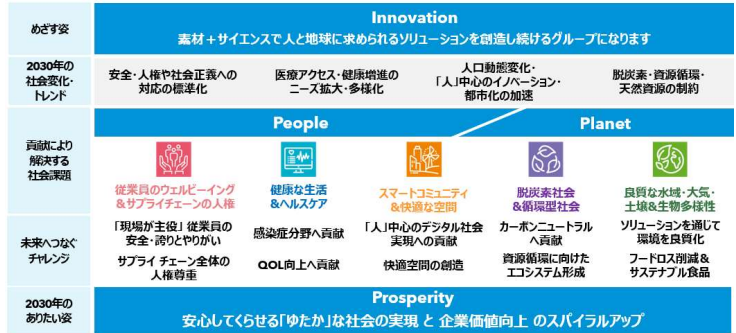 めざす姿
Innovation
素材+サイエンスで人と地球に求められるソリューションを創造し続けるグループになります
2030年の
社会変化・
トレンド
安全・人権や社会正義への
対応の標準化
医療アクセス・健康増進の
ニーズ拡大・多様化
人口動態変化・
「人」中心のイノベーション・
都市化の加速
脱炭素・資源循環・
天然資源の制約
貢献により
解決する
社会課題
People
Planet
従業員のウェルビーイング
&サプライチェーンの人権
健康な生活
&ヘルスケア
スマートコミュニティ
&快適な空間
脱炭素社会
&循環型社会
良質な水域・大気・
土壌&生物多様性
未来へつなぐ
チャレンジ
「現場が主役」 従業員の
安全・誇りとやりがい
サプライ チェーン全体の
人権尊重
感染症分野へ貢献
QOL向上へ貢献
「人」中心のデジタル社会
実現への貢献
快適空間の創造
カーボンニュートラル
へ貢献
資源循環に向けた
エコシステム形成
ソリューションを通じて
環境を良質化
フードロス削減&
サステナブル食品
2030年の
ありたい姿
Prosperity
安心してくらせる「ゆたか」な社会の実現 と 企業価値向上 のスパイラルアップ